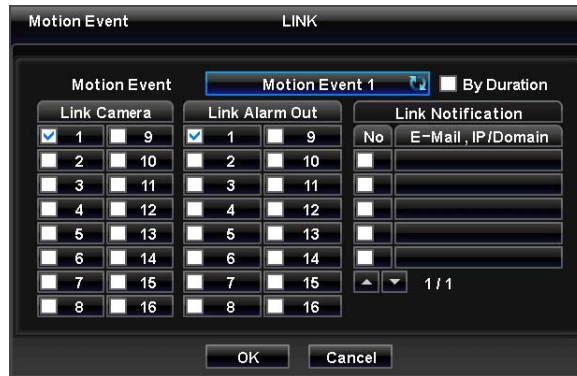 Motion Event LINK
Motion Event Motion Event 1 By Duration
Link Camera Link Alarm Out Link Notification
1 9 1 9 No E-Mail , IP/Domain
2 10 2 10
3 11 3 11
4 12 4 12
5 13 5 13
6 14 6 14
7 15 7 15 1/1
8 16 8 16
OK Cancel